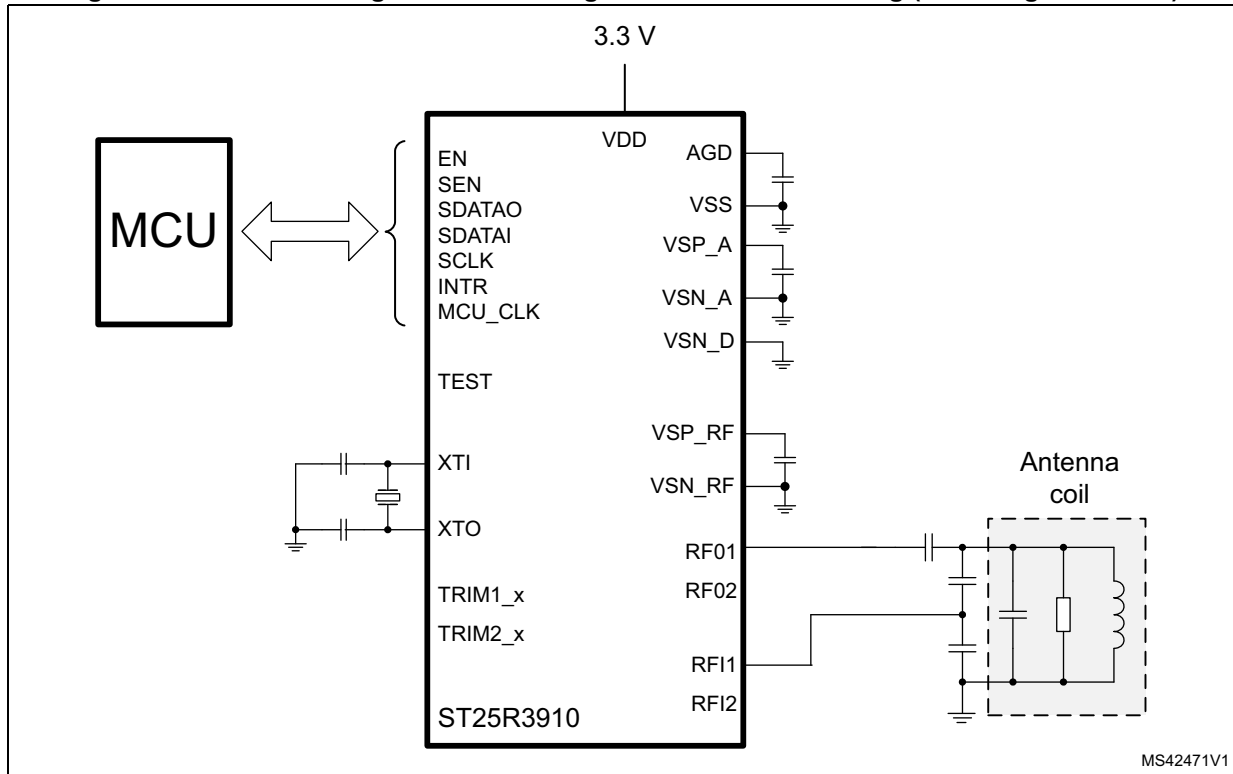 3.3 V
VDD
MCU
EN
SEN
SDATAO
SDATAI
SCLK
INTR
MCU_CLK
TEST
XTI
XTO
TRIM1_x
TRIM2_x
ST25R3910
AGD
VSS
VSP_A
VSN_A
VSN_D
VSP_RF
VSN_RF
RF01
RF02
RFI1
RFI2
Antenna
coil
MS42471V1